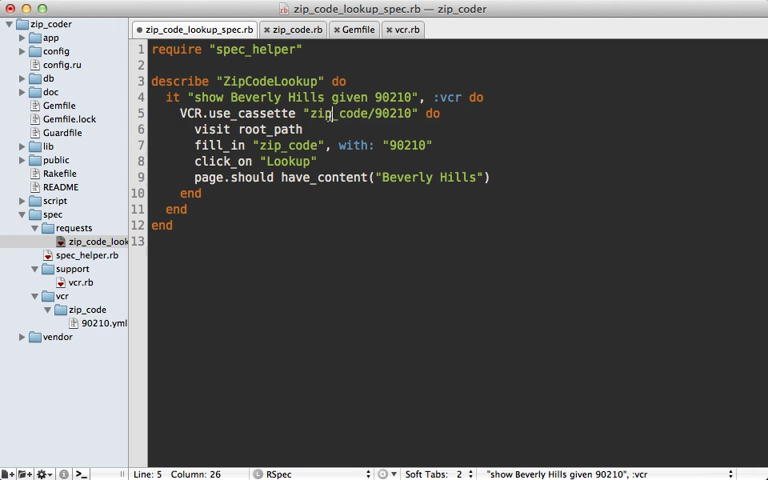 zip_code_lookup_spec.rb — zip_coder
zip_coder
app
config
config.ru
db
doc
Gemfile
Gemfile.lock
Guardfile
lib
public
Rakefile
README
script
spec
requests
zip_code_look
spec_helper.rb
support
vcr.rb
vcr
zip_code
90210.yml
vendor
zip_code_lookup_spec.rb
zip_code.rb
Gemfile
vcr.rb
1 require "spec_helper"
2
3 describe "ZipCodeLookup" do
4 it "show Beverly Hills given 90210", :vcr do
5 VCR.use_cassette "zip_code/90210" do
6 visit root_path
7 fill_in "zip_code", with: "90210"
8 click_on "Lookup"
9 page.should have_content("Beverly Hills")
10 end
11 end
12 end
13
Line: 5 Column: 26 RSpec Soft Tabs: 2 "show Beverly Hills given 90210", :vcr